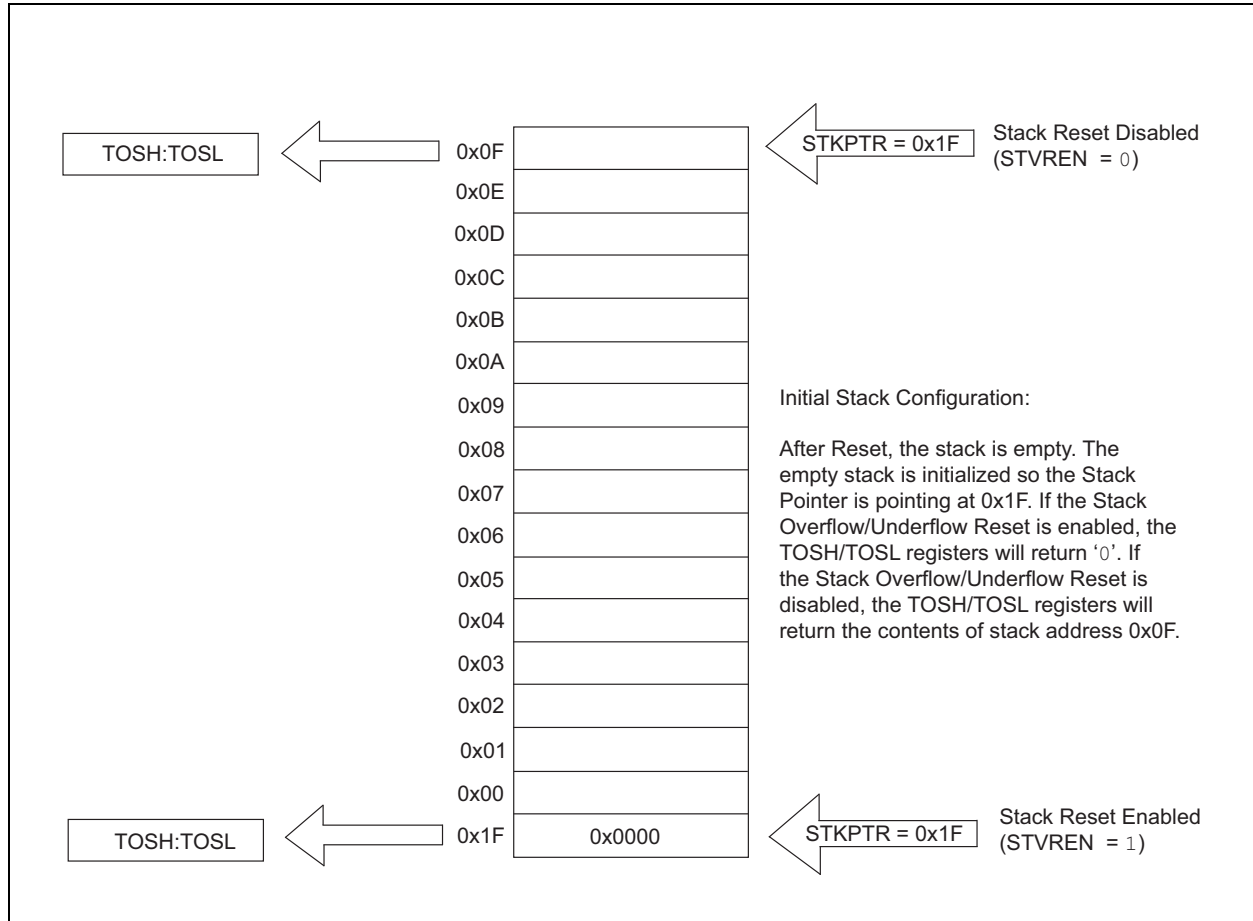 TOSH:TOSL
0x0F
STKPTR = 0x1F
Stack Reset Disabled
(STVREN = 0)
0x0E
0x0D
0x0C
0x0B
0x0A
0x09
0x08
0x07
0x06
0x05
0x04
0x03
0x02
0x01
0x00
Initial Stack Configuration:
After Reset, the stack is empty. The
empty stack is initialized so the Stack
Pointer is pointing at 0x1F. If the Stack
Overflow/Underflow Reset is enabled, the
TOSH/TOSL registers will return ‘0’. If
the Stack Overflow/Underflow Reset is
disabled, the TOSH/TOSL registers will
return the contents of stack address 0x0F.
TOSH:TOSL
0x1F
0x0000
STKPTR = 0x1F
Stack Reset Enabled
(STVREN = 1)